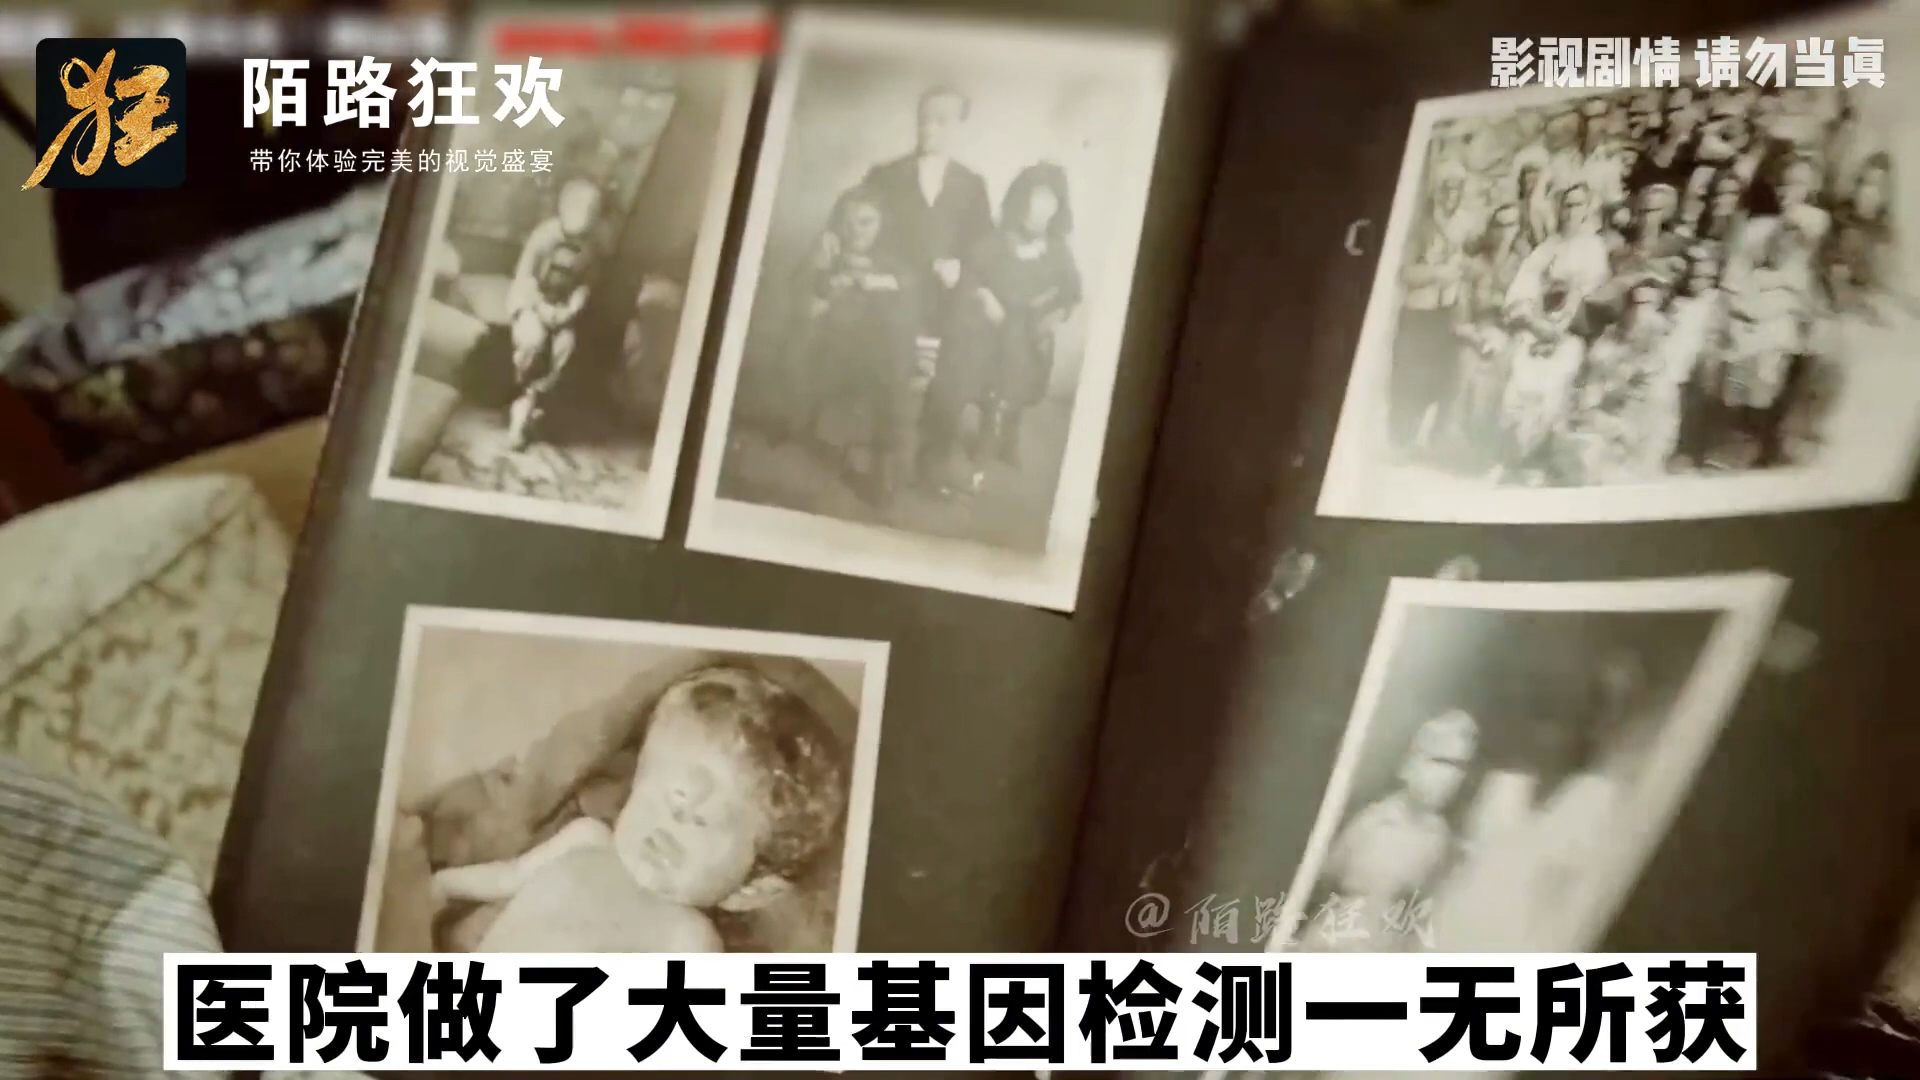 狂
陌路狂欢
带你体验完美的视觉盛宴
影视剧情 请勿当真
@陌路狂欢
医院做了大量基因检测一无所获